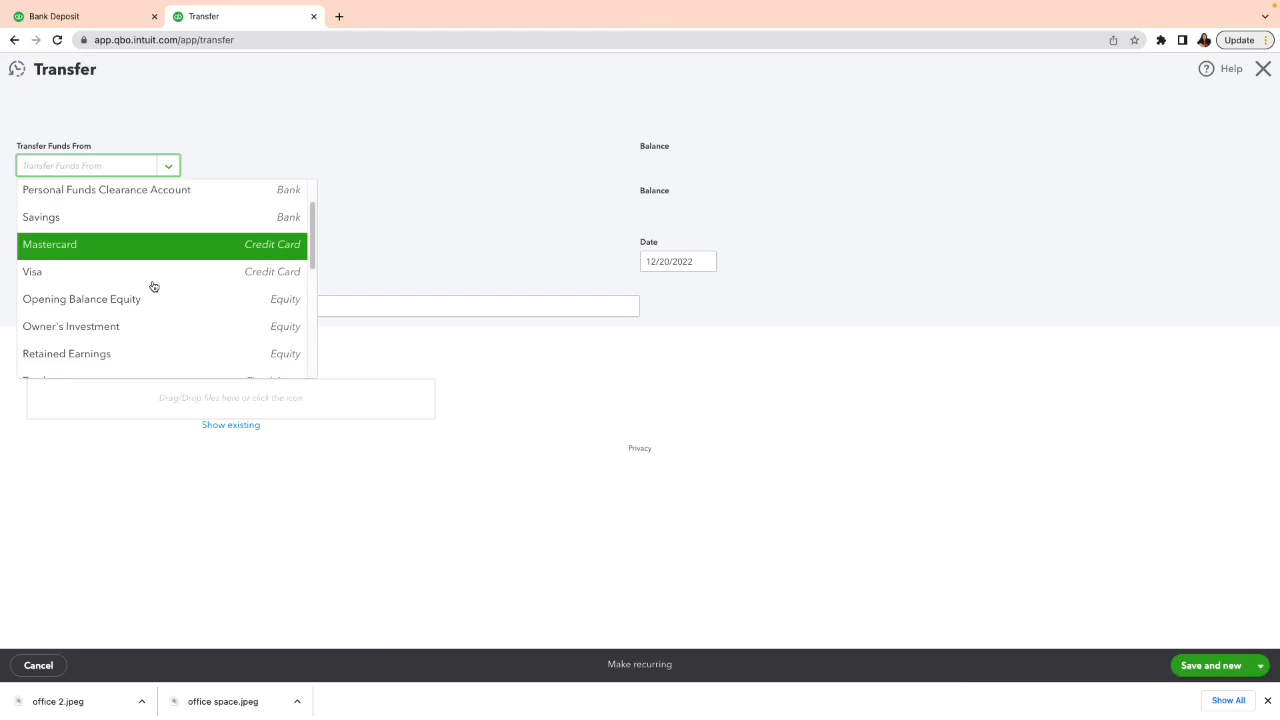 Bank Deposit
Transfer
app.qbo.intuit.com/app/transfer
Update
Transfer
Help
Transfer Funds From
Balance
Transfer Funds From
Personal Funds Clearance Account Bank
Balance
Savings Bank
Mastercard Credit Card
Date
12/20/2022
Visa Credit Card
Opening Balance Equity Equity
Owner's Investment Equity
Retained Earnings Equity
Drag/Drop files here or click the icon
Show existing
Privacy
Cancel
Make recurring
Save and new
office 2.jpeg
office space.jpeg
Show All